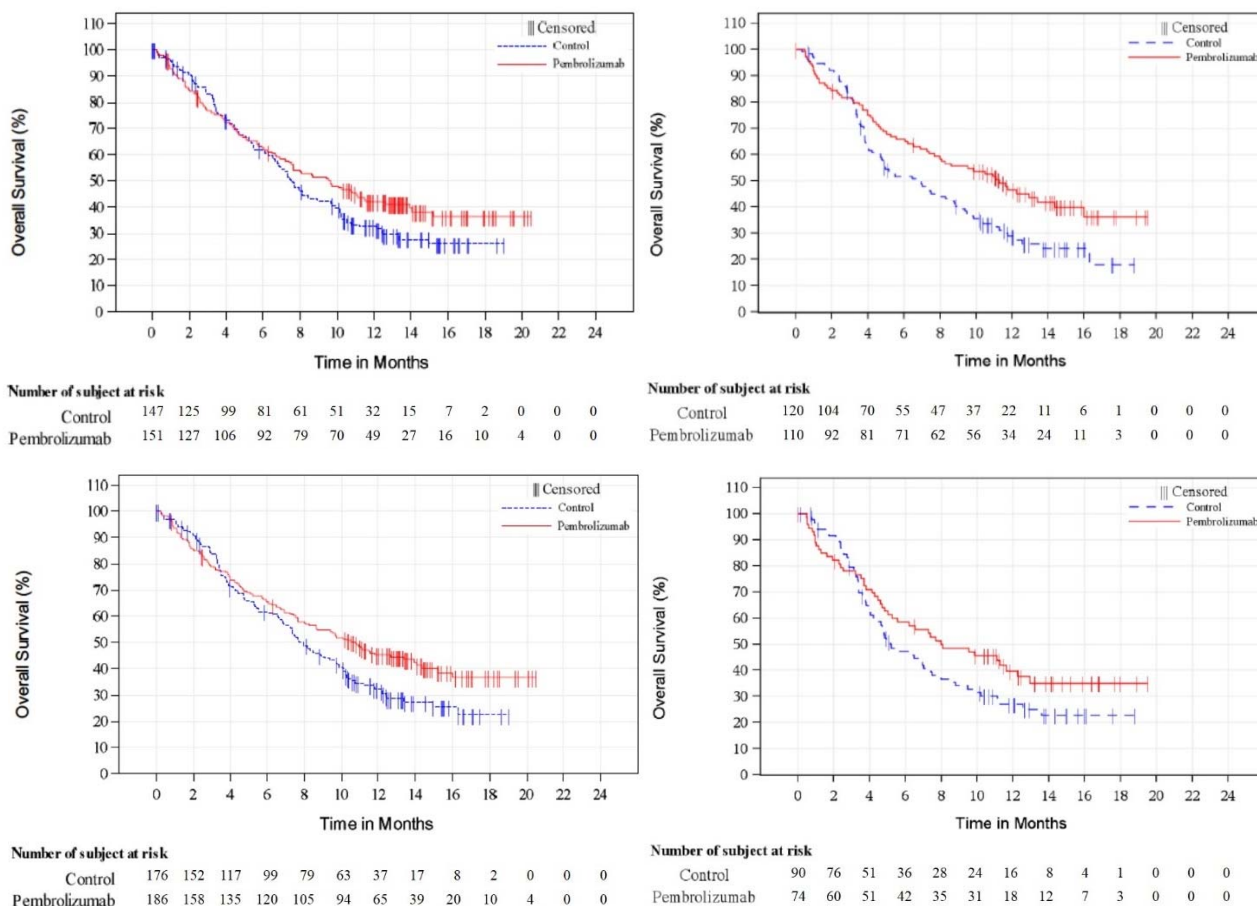 110
100
90
80
70
60
50
40
30
20
10
0
Overall Survival (%)
||| Censored
Control
Pembrolizumab
0 2 4 6 8 10 12 14 16 18 20 22 24
Time in Months
Number of subject at risk
Control 147 125 99 81 61 51 32 15 7 2 0 0 0
Pembrolizumab 151 127 106 92 79 70 49 27 16 10 4 0 0
110
100
90
80
70
60
50
40
30
20
10
0
Overall Survival (%)
||| Censored
Control
Pembrolizumab
0 2 4 6 8 10 12 14 16 18 20 22 24
Time in Months
Number of subject at risk
Control 120 104 70 55 47 37 22 11 6 1 0 0 0
Pembrolizumab 110 92 81 71 62 56 34 24 11 3 0 0 0
110
100
90
80
70
60
50
40
30
20
10
0
Overall Survival (%)
||| Censored
Control
Pembrolizumab
0 2 4 6 8 10 12 14 16 18 20 22 24
Time in Months
Number of subject at risk
Control 176 152 117 99 79 63 37 17 8 2 0 0 0
Pembrolizumab 186 158 135 120 105 94 65 39 20 10 4 0 0
110
100
90
80
70
60
50
40
30
20
10
0
Overall Survival (%)
||| Censored
Control
Pembrolizumab
0 2 4 6 8 10 12 14 16 18 20 22 24
Time in Months
Number of subject at risk
Control 90 76 51 36 28 24 16 8 4 1 0 0 0
Pembrolizumab 74 60 51 42 35 31 18 12 7 3 0 0 0